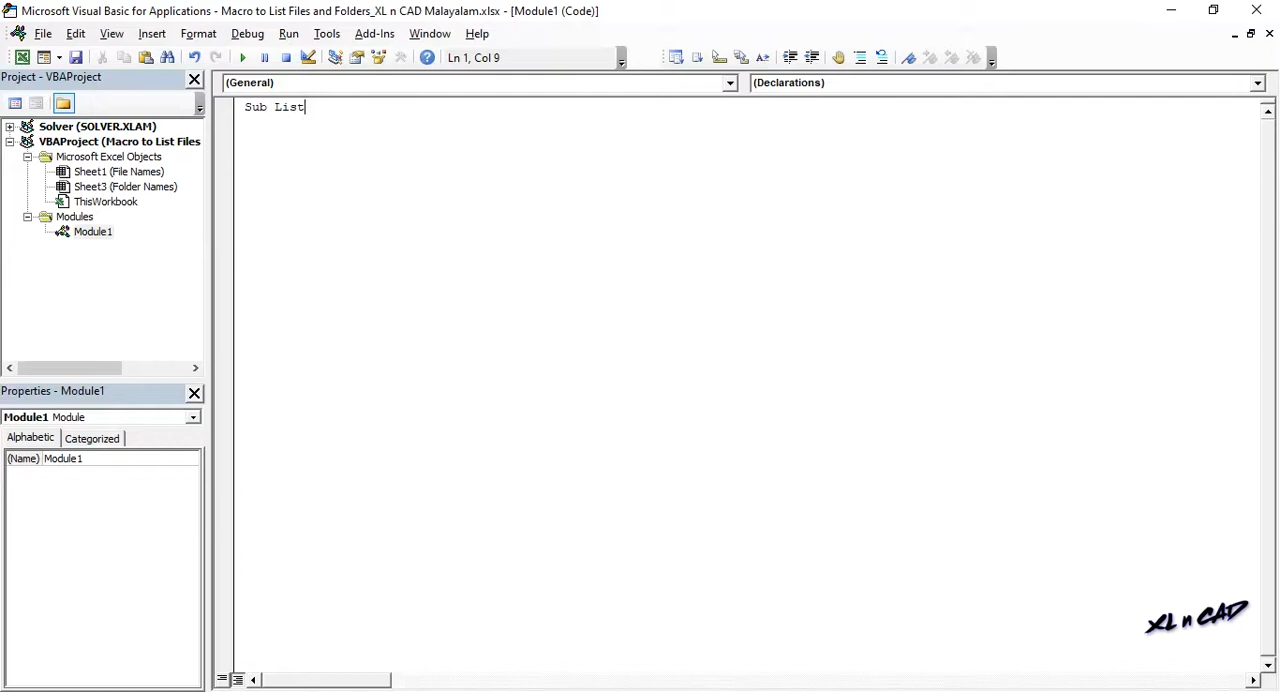 Microsoft Visual Basic for Applications - Macro to List Files and Folders_XL n CAD Malayalam.xlsx - [Module1 (Code)]
File Edit View Insert Format Debug Run Tools Add-Ins Window Help
Ln 1, Col 9
Project - VBAProject
(General)
(Declarations)
Sub List
Solver (SOLVER.XLAM)
VBAProject (Macro to List Files
Microsoft Excel Objects
Sheet1 (File Names)
Sheet3 (Folder Names)
ThisWorkbook
Modules
Module1
Properties - Module1
Module1 Module
Alphabetic Categorized
(Name) Module1
XL n CAD